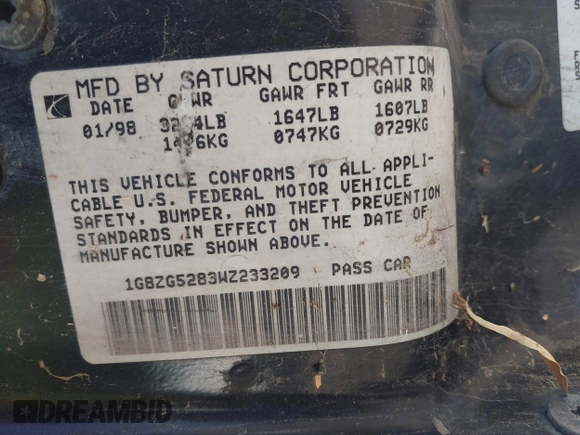 MFD BY SATURN CORPORATION
DATE GAWR FRT GAWR RR
01/98 1647LB 1607LB
0747KG 0729KG
THIS VEHICLE CONFORMS TO ALL APPLI-
CABLE U.S. FEDERAL MOTOR VEHICLE
SAFETY, BUMPER, AND THEFT PREVENTION
STANDARDS IN EFFECT ON THE DATE OF
MANUFACTURE SHOWN ABOVE.
1G8ZG5283WZ233209 PASS CAR
DREAMBID